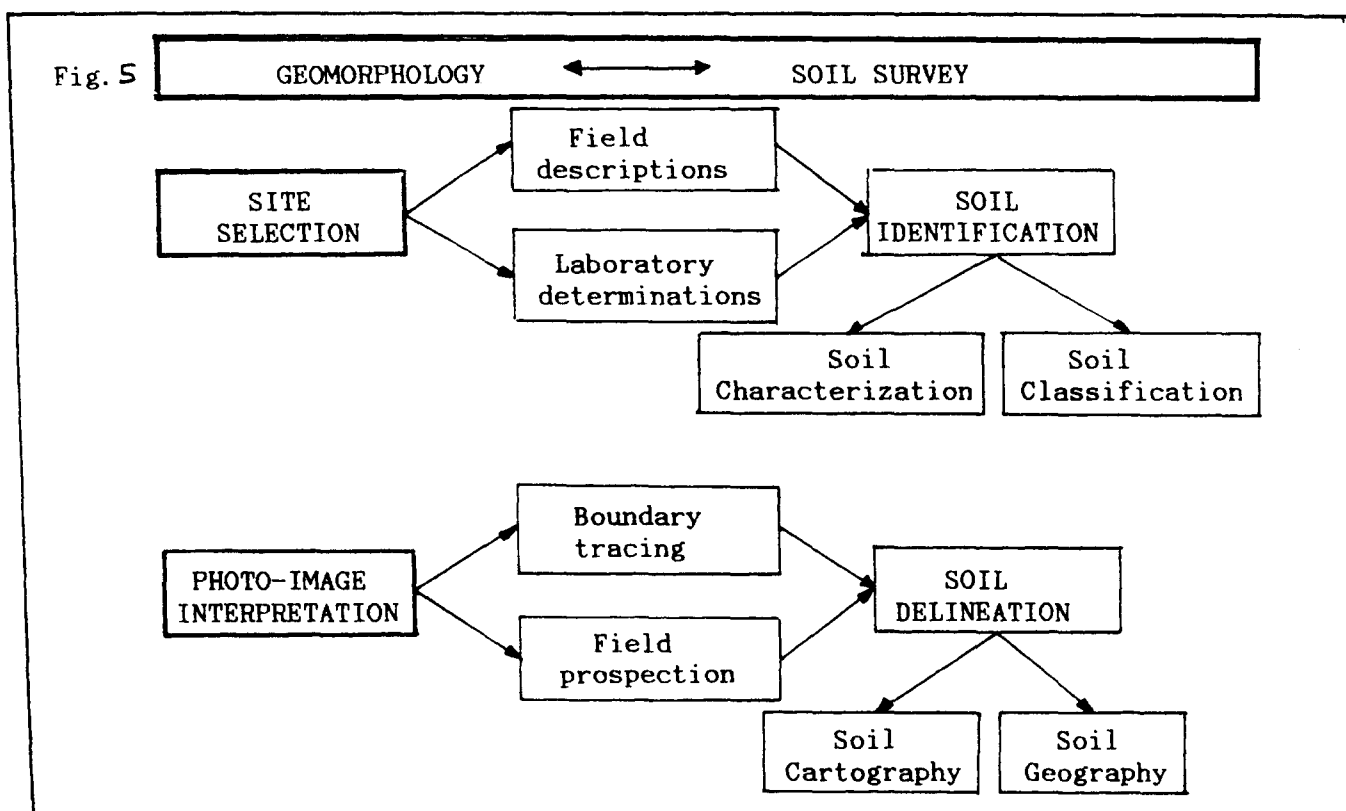 Fig. 5
GEOMORPHOLOGY SOIL SURVEY
Field
descriptions
SITE
SELECTION
SOIL
IDENTIFICATION
Laboratory
determinations
Soil
Characterization
Soil
Classification
Boundary
tracing
PHOTO-IMAGE
INTERPRETATION
SOIL
DELINEATION
Field
prospection
Soil
Cartography
Soil
Geography